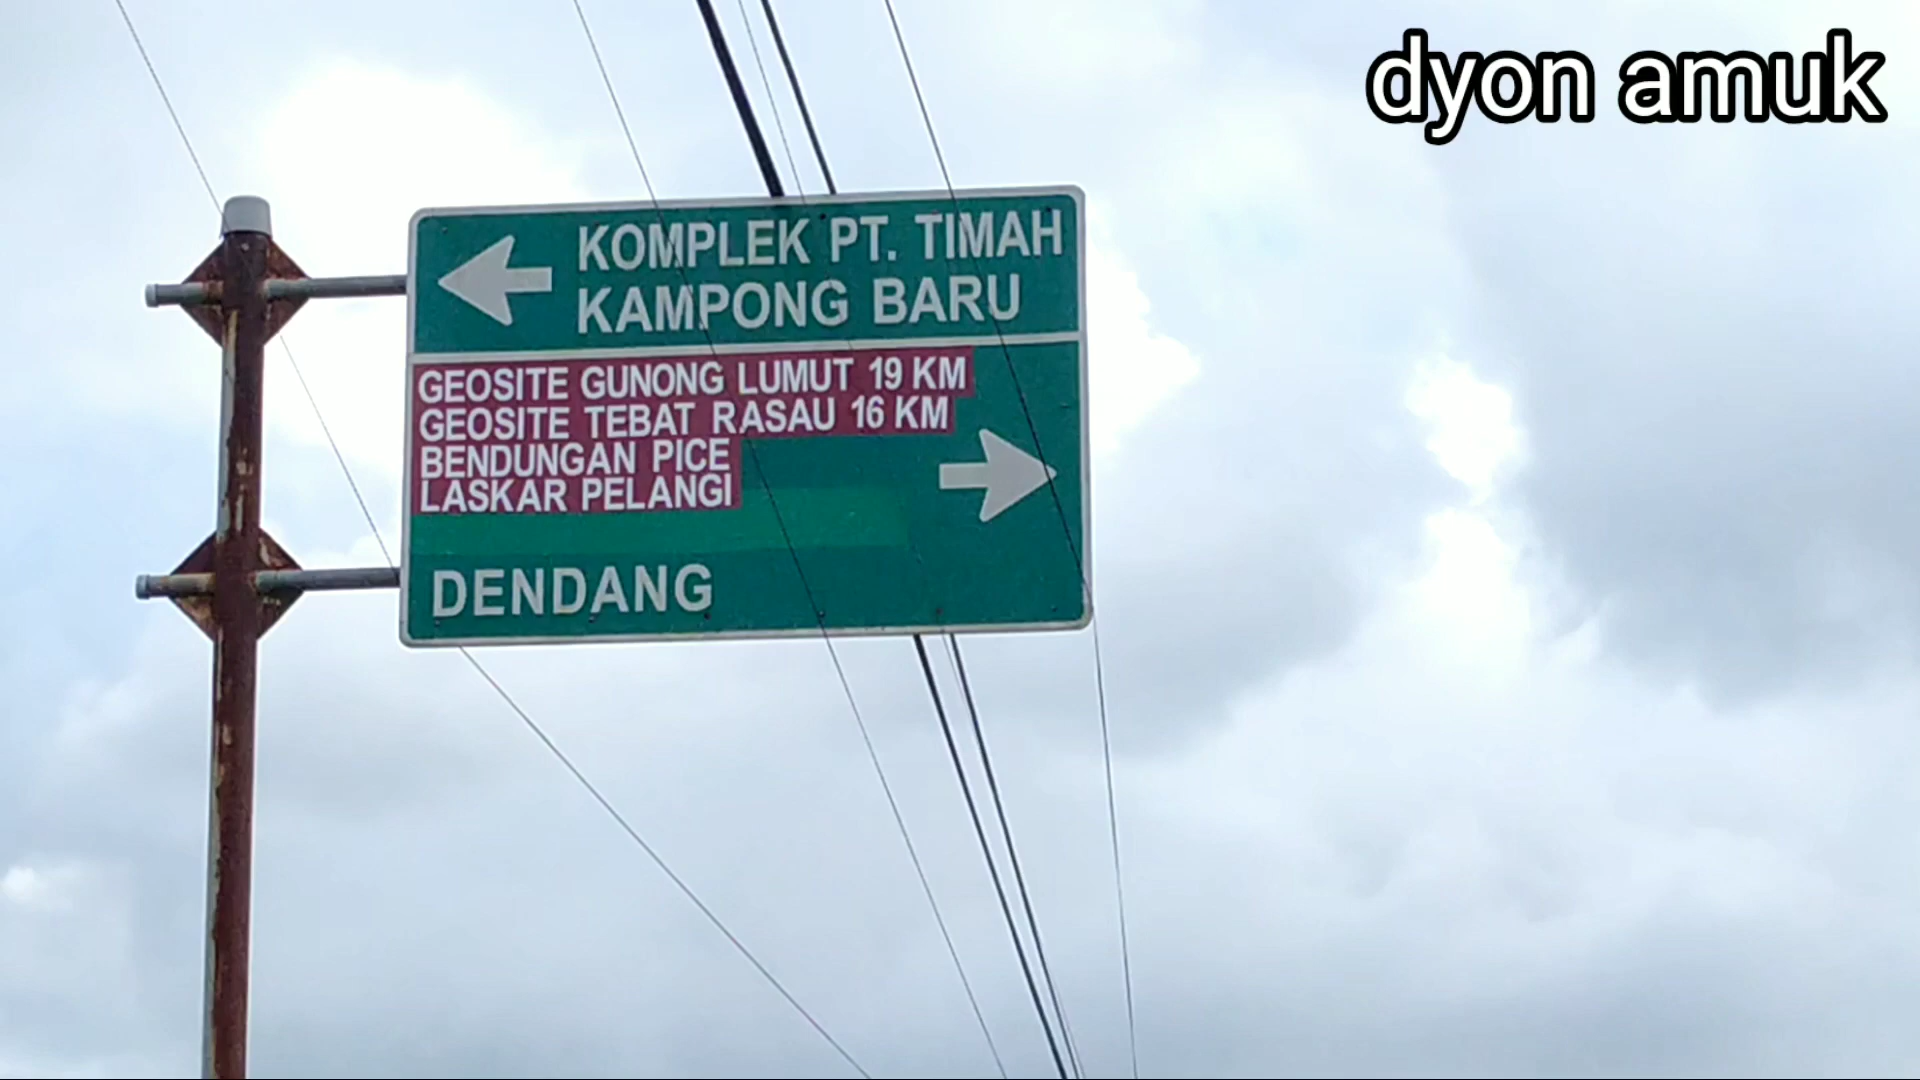 dyon amuk
KOMPLEK PT. TIMAH
KAMPONG BARU
GEOSITE GUNONG LUMUT 19 KM
GEOSITE TEBAT RASAU 16 KM
BENDUNGAN PICE
LASKAR PELANGI
DENDANG